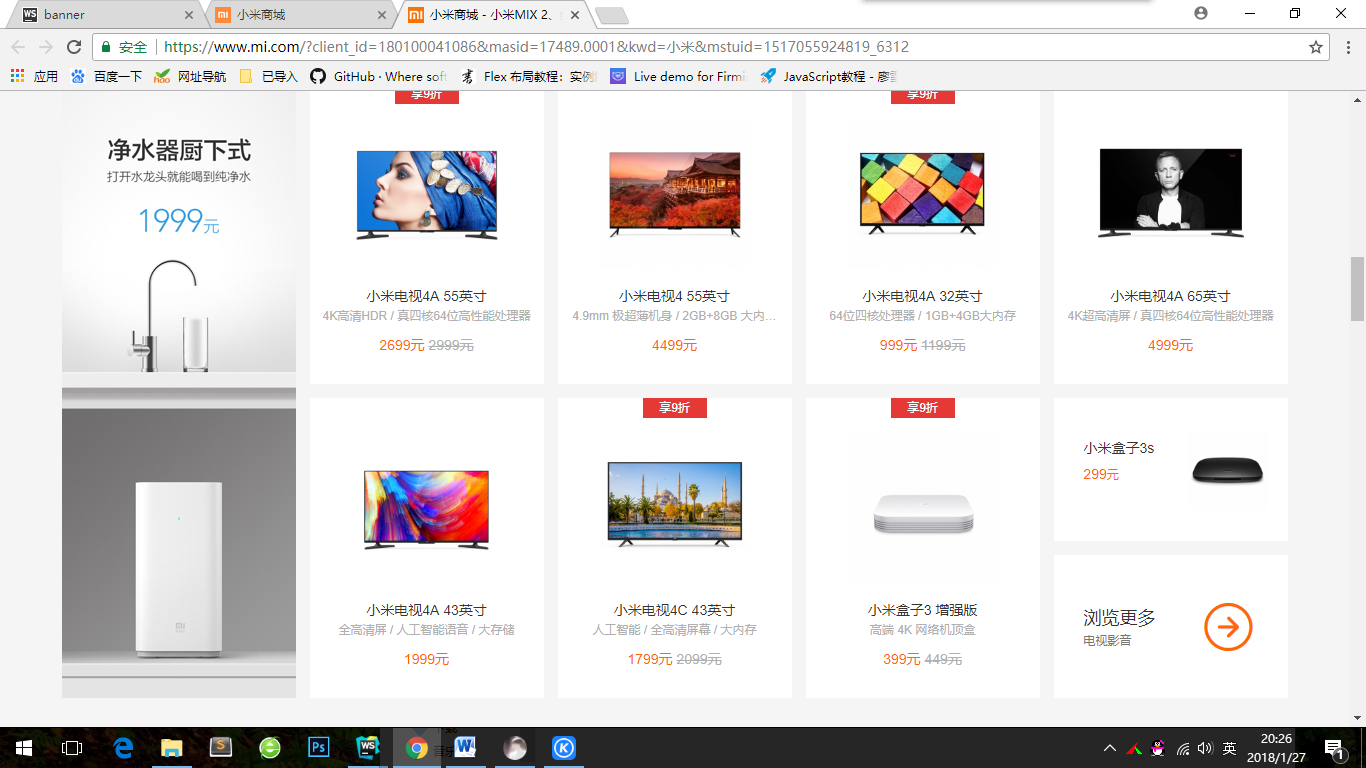 banner
小米商城
小米商城 - 小米MIX 2、
安全
https://www.mi.com/?client_id=180100041086&masid=17489.0001&kwd=小米&mstuid=1517055924819_6312
应用
百度一下
网址导航
已导入
GitHub · Where soft
Flex 布局教程：实例
Live demo for Firmi
JavaScript教程 - 廖
净水器厨下式
打开水龙头就能喝到纯净水
1999元
mi
享9折
小米电视4A 55英寸
4K高清HDR / 真四核64位高性能处理器
2699元 2999元
小米电视4 55英寸
4.9mm 极超薄机身 / 2GB+8GB 大内...
4499元
享9折
小米电视4A 32英寸
64位四核处理器 / 1GB+4GB大内存
999元 1199元
小米电视4A 65英寸
4K超高清屏 / 真四核64位高性能处理器
4999元
小米电视4A 43英寸
全高清屏 / 人工智能语音 / 大存储
1999元
享9折
小米电视4C 43英寸
人工智能 / 全高清屏幕 / 大内存
1799元 2099元
享9折
小米盒子3 增强版
高端 4K 网络机顶盒
399元 449元
小米盒子3s
299元
浏览更多
电视影音
英
20:26
2018/1/27
1